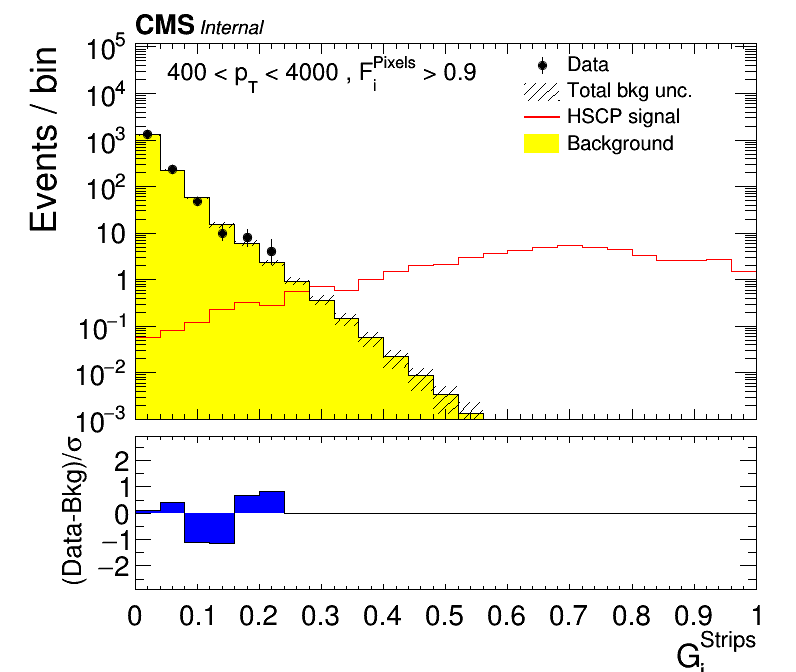 CMS Internal
400 < p_T < 4000 , F_i^Pixels > 0.9
Data
Total bkg unc.
HSCP signal
Background
Events / bin
10^5
10^4
10^3
10^2
10
1
10^−1
10^−2
10^−3
(Data-Bkg)/σ
2
1
0
−1
−2
0 0.1 0.2 0.3 0.4 0.5 0.6 0.7 0.8 0.9 1
G_i^Strips